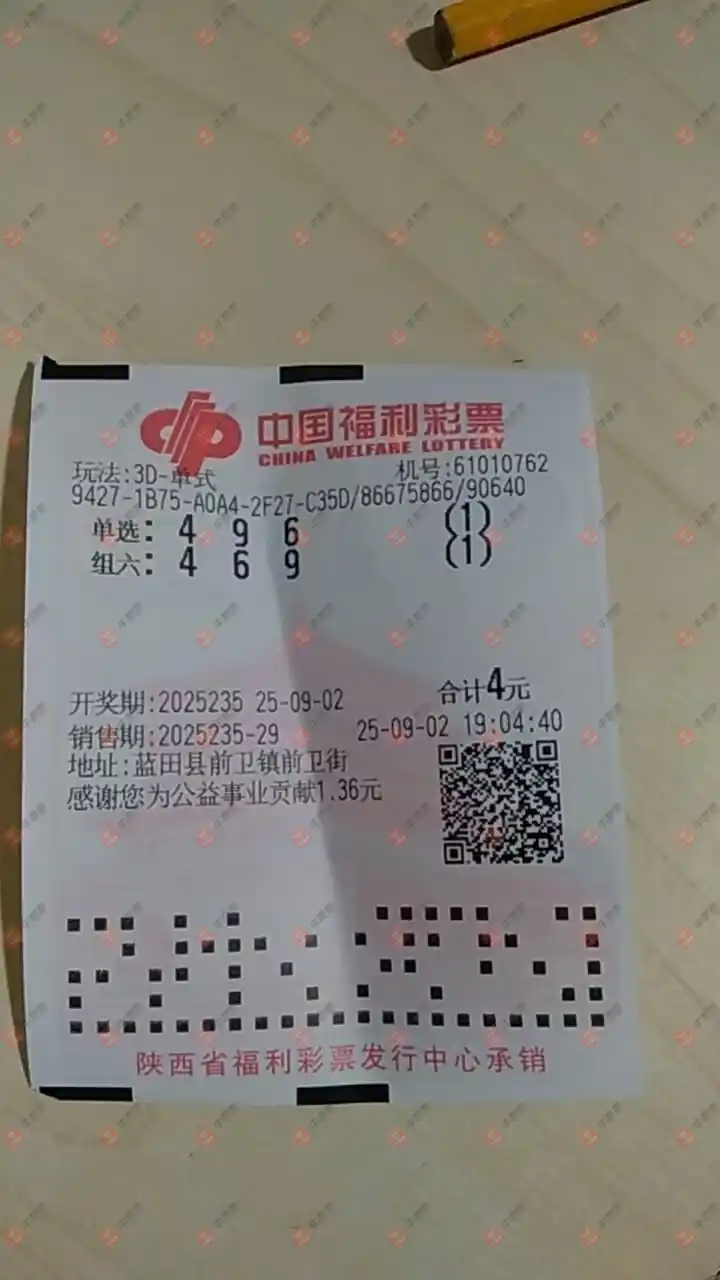 中国福利彩票
CHINA WELFARE LOTTERY
玩法:3D-单式 机号:61010762
9427-1B75-A0A4-2F27-C35D/86675866/90640
单选: 4 9 6 (1)
组六: 4 6 9 (1)
开奖期:2025235 25-09-02 合计4元
销售期:2025235-29 25-09-02 19:04:40
地址:蓝田县前卫镇前卫街
感谢您为公益事业贡献1.36元
陕西省福利彩票发行中心承销